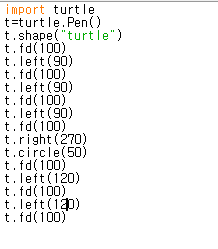 import turtle
t=turtle.Pen()
t.shape("turtle")
t.fd(100)
t.left(90)
t.fd(100)
t.left(90)
t.fd(100)
t.left(90)
t.fd(100)
t.right(270)
t.circle(50)
t.fd(100)
t.left(120)
t.fd(100)
t.left(120)
t.fd(100)